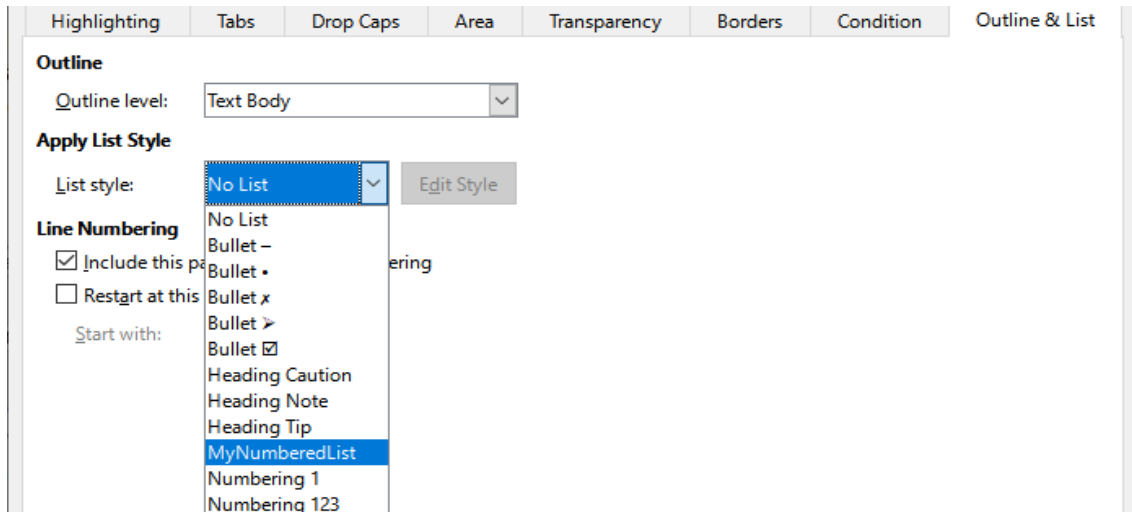 Highlighting Tabs Drop Caps Area Transparency Borders Condition Outline & List
Outline
Outline level: Text Body
Apply List Style
List style: No List Edit Style
No List
Line Numbering
Bullet –
Include this pa ering
Bullet •
Restart at this
Bullet ✗
Bullet ➢
Start with:
Bullet ☑
Heading Caution
Heading Note
Heading Tip
MyNumberedList
Numbering 1
Numbering 123